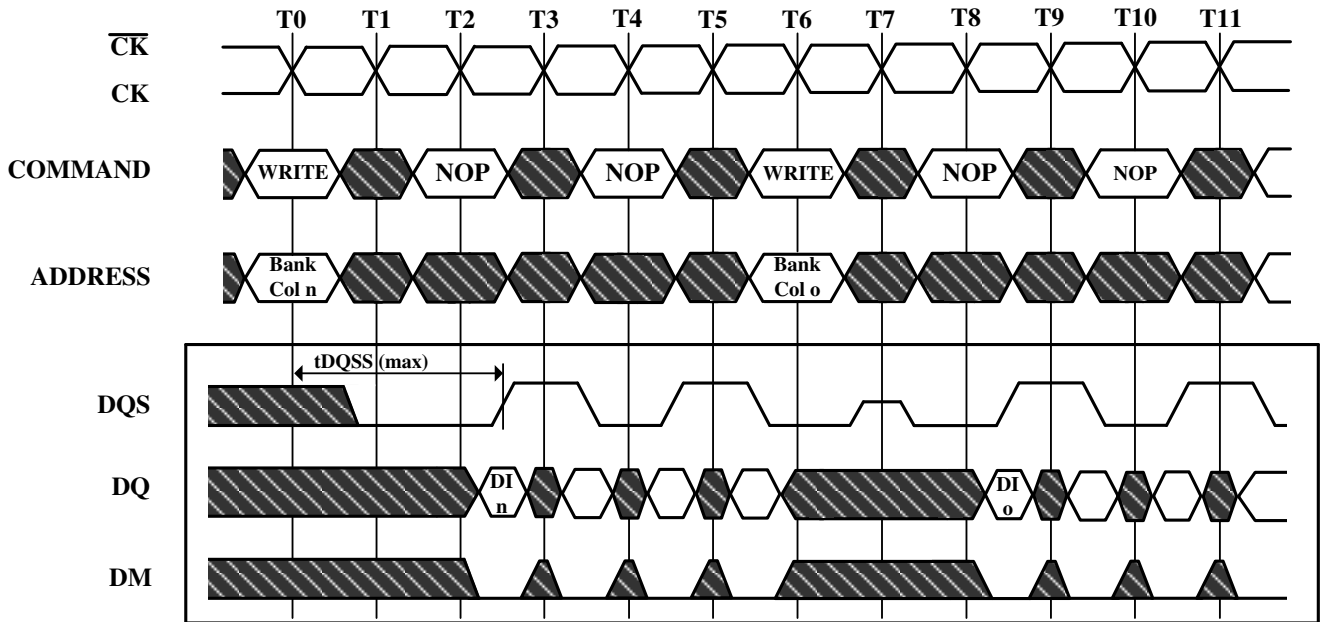 T0 T1 T2 T3 T4 T5 T6 T7 T8 T9 T10 T11
CK
CK
COMMAND WRITE NOP NOP WRITE NOP NOP
ADDRESS Bank Col n Bank Col o
tDQSS (max)
DQS
DQ DI n DI o
DM